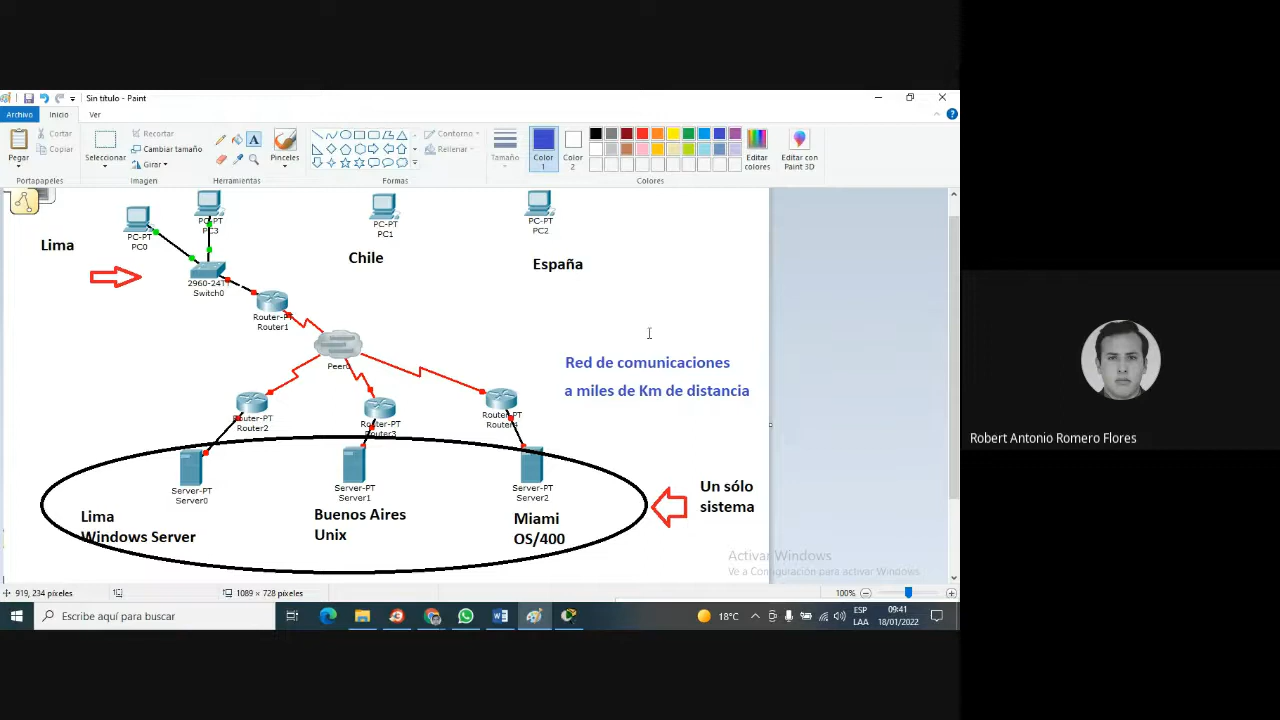 Sin título - Paint
Archivo
Inicio
Ver
Pegar
Cortar
Copiar
Portapapeles
Seleccionar
Recortar
Cambiar tamaño
Girar
Imagen
Herramientas
Pinceles
Contorno
Rellenar
Formas
Tamaño
Color
1
Color
2
Editar
colores
Editar con
Paint 3D
Colores
PC-PT
PC0
PC-PT
PC3
PC-PT
PC1
PC-PT
PC2
Lima
Chile
España
Switch0
Router1
Router-PT
Router2
Router-PT
Router3
Router-PT
Red de comunicaciones
a miles de Km de distancia
Server-PT
Server0
Server-PT
Server1
Server-PT
Server2
Lima
Windows Server
Buenos Aires
Unix
Miami
OS/400
Un sólo
sistema
Activar Windows
Ve a Configuración para activar Windows
919, 234 píxeles
1089 × 728 píxeles
100%
Escribe aquí para buscar
18°C
ESP
LAA
09:41
18/01/2022
Robert Antonio Romero Flores